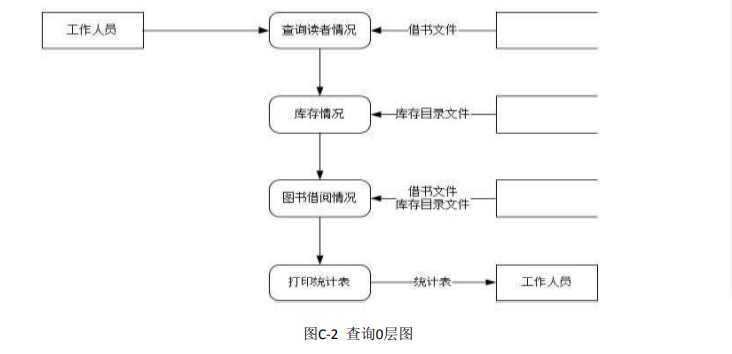 工作人员
查询读者情况
借书文件
库存情况
库存目录文件
图书借阅情况
借书文件
库存目录文件
打印统计表
统计表
工作人员
图C-2 查询0层图